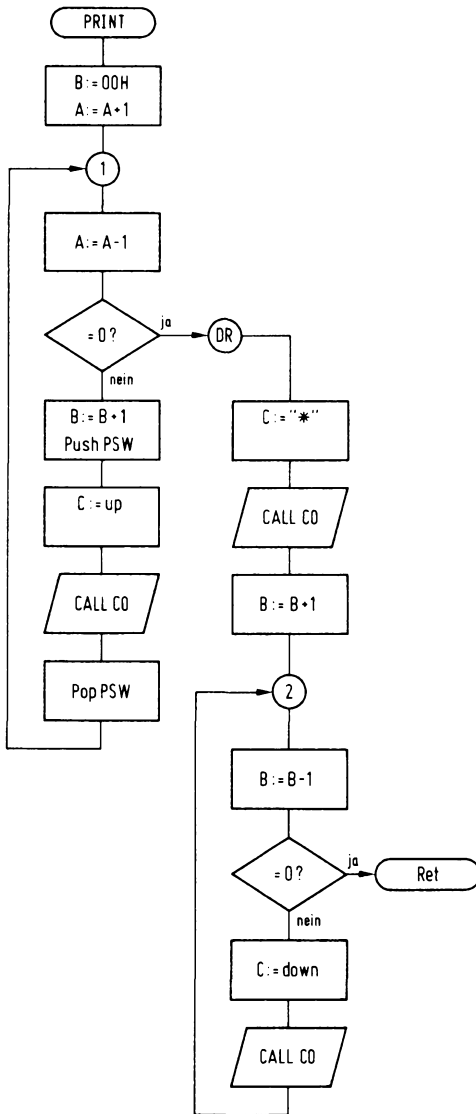 PRINT
B:=00H
A:=A+1
1
A:=A-1
=0?
ja
nein
B:=B+1
Push PSW
C:=up
CALL CO
Pop PSW
DR
C:="*"
CALL CO
B:=B+1
2
B:=B-1
=0?
ja
Ret
nein
C:=down
CALL CO